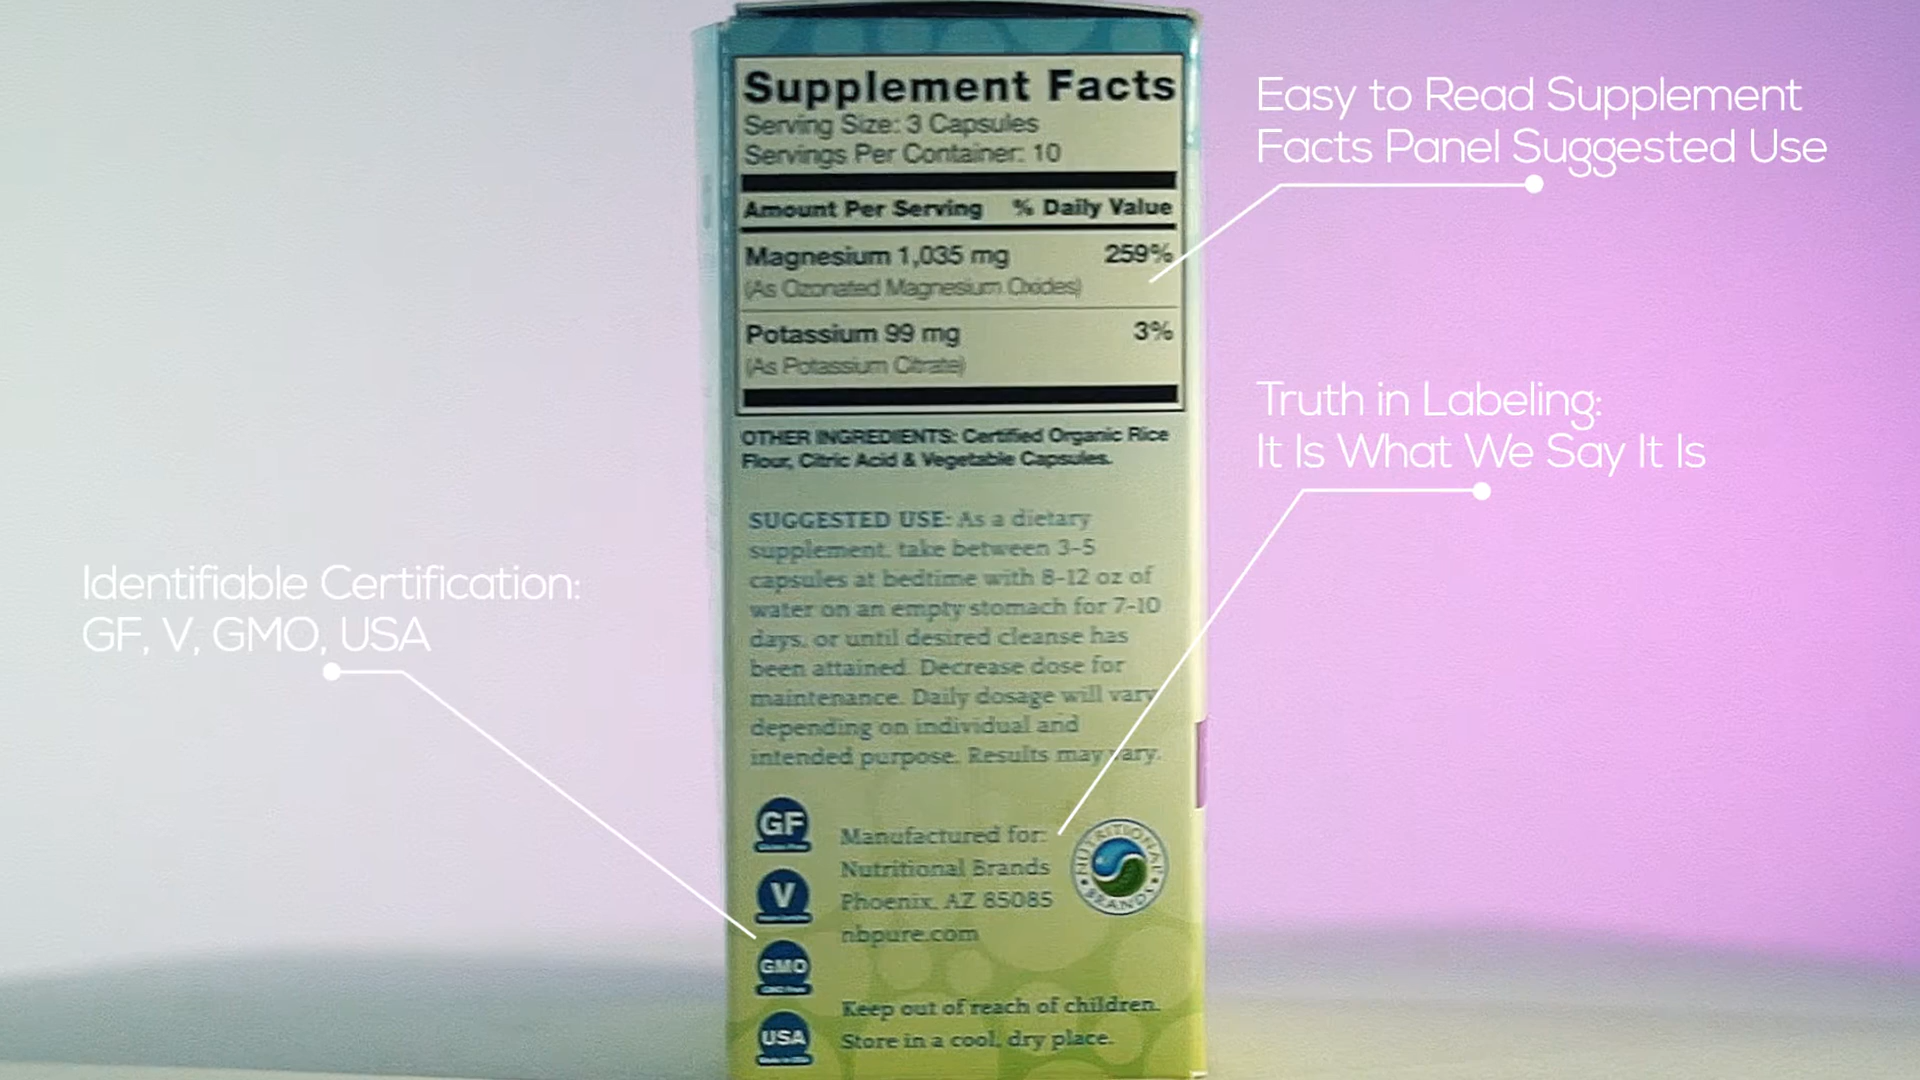 Supplement Facts
Serving Size: 3 Capsules
Servings Per Container: 10
Amount Per Serving % Daily Value
Magnesium 1,035 mg 259%
(As Ozonated Magnesium Oxides)
Potassium 99 mg 3%
(As Potassium Citrate)
OTHER INGREDIENTS: Certified Organic Rice
Flour, Citric Acid & Vegetable Capsules.
SUGGESTED USE: As a dietary
supplement, take between 3-5
capsules at bedtime with 8-12 oz of
water on an empty stomach for 7-10
days, or until desired cleanse has
been attained. Decrease dose for
maintenance. Daily dosage will vary
depending on individual and
intended purpose. Results may vary.
GF
V
GMO
USA
Manufactured for:
Nutritional Brands
Phoenix, AZ 85085
nbpure.com
NUTRITIONAL BRANDS
Keep out of reach of children.
Store in a cool, dry place.
Easy to Read Supplement
Facts Panel Suggested Use
Truth in Labeling:
It Is What We Say It Is
Identifiable Certification:
GF, V, GMO, USA